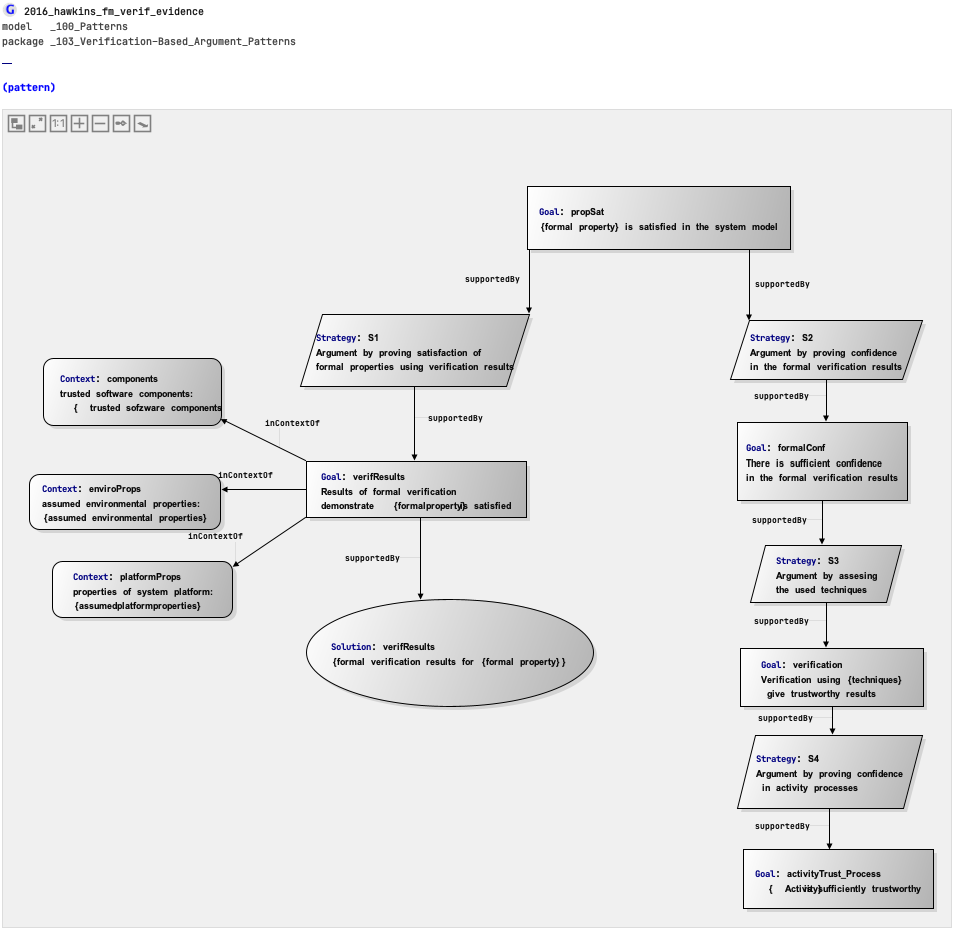 G 2016_hawkins_fm_verif_evidence
model _100_Patterns
package _103_Verification-Based_Argument_Patterns
(pattern)
1:1
Goal: propSat
{formal property} is satisfied in the system model
supportedBy
supportedBy
Strategy: S1
Argument by proving satisfaction of
formal properties using verification results
Strategy: S2
Argument by proving confidence
in the formal verification results
Context: components
trusted software components:
{ trusted sofzware components
inContextOf
supportedBy
supportedBy
Goal: formalConf
There is sufficient confidence
in the formal verification results
Goal: verifResults
Results of formal verification
demonstrate {formalproperty} is satisfied
inContextOf
Context: enviroProps
assumed environmental properties:
{assumed environmental properties}
inContextOf
supportedBy
supportedBy
Context: platformProps
properties of system platform:
{assumedplatformproperties}
Strategy: S3
Argument by assesing
the used techniques
supportedBy
Solution: verifResults
{formal verification results for {formal property} }
Goal: verification
Verification using {techniques}
give trustworthy results
supportedBy
Strategy: S4
Argument by proving confidence
in activity processes
supportedBy
Goal: activityTrust_Process
{ Activity} is sufficiently trustworthy